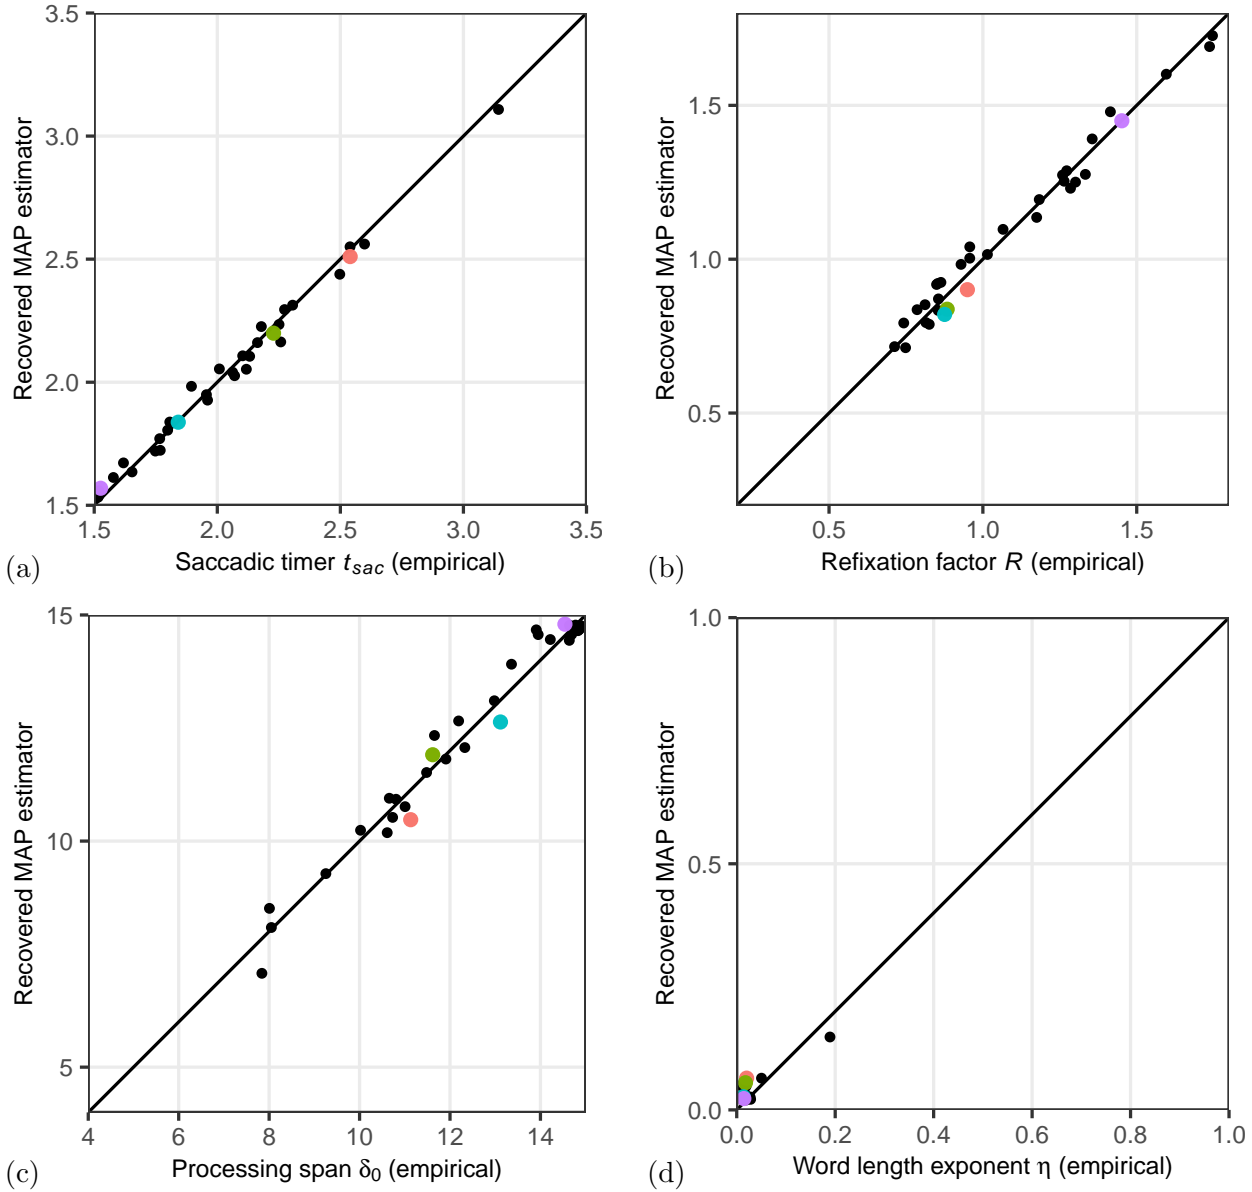 3.5
3.0
2.5
2.0
1.5
Recovered MAP estimator
1.5 2.0 2.5 3.0 3.5
Saccadic timer t_sac (empirical)
(a)
1.5
1.0
0.5
Recovered MAP estimator
0.5 1.0 1.5
Refixation factor R (empirical)
(b)
15
10
5
Recovered MAP estimator
4 6 8 10 12 14
Processing span δ₀ (empirical)
(c)
1.0
0.5
0.0
Recovered MAP estimator
0.0 0.2 0.4 0.6 0.8 1.0
Word length exponent η (empirical)
(d)